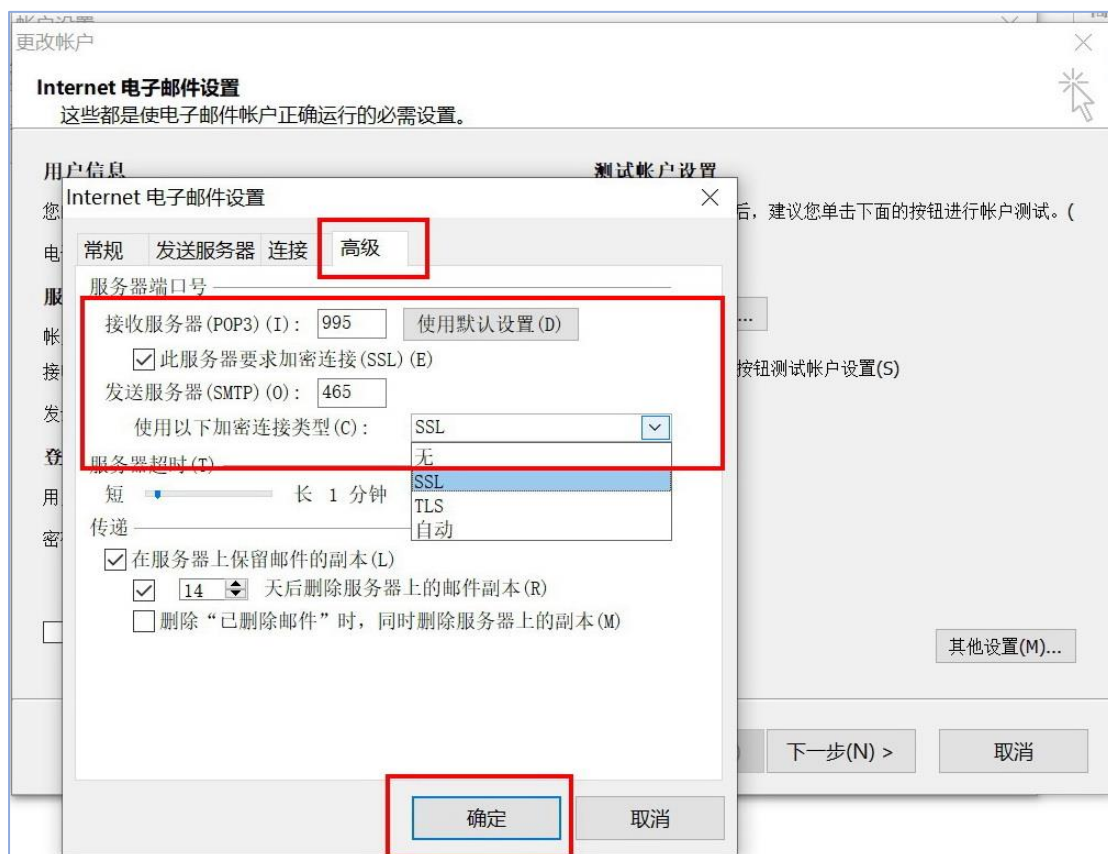 更改帐户
Internet 电子邮件设置
这些都是使电子邮件帐户正确运行的必需设置。
用户信息
测试帐户设置
Internet 电子邮件设置
您
后，建议您单击下面的按钮进行帐户测试。(
电
常规 发送服务器 连接 高级
服务器端口号
服
接收服务器(POP3)(I): 995 使用默认设置(D)
...
帐
此服务器要求加密连接(SSL)(E)
接
按钮测试帐户设置(S)
发送服务器(SMTP)(O): 465
发
使用以下加密连接类型(C): SSL
登
服务器超时(T)
无
SSL
用
短 长 1 分钟
TLS
传递
自动
密
在服务器上保留邮件的副本(L)
14 天后删除服务器上的邮件副本(R)
删除“已删除邮件”时，同时删除服务器上的副本(M)
其他设置(M)...
下一步(N) >
取消
确定
取消